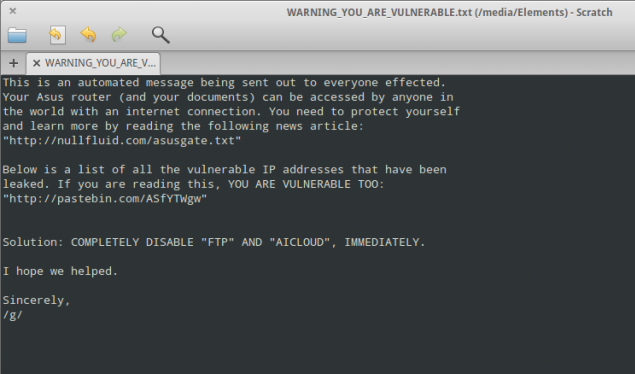 WARNING_YOU_ARE_VULNERABLE.txt (/media/Elements) - Scratch
WARNING_YOU_ARE_V...
This is an automated message being sent out to everyone effected.
Your Asus router (and your documents) can be accessed by anyone in
the world with an internet connection. You need to protect yourself
and learn more by reading the following news article:
"http://nullfluid.com/asusgate.txt"
Below is a list of all the vulnerable IP addresses that have been
leaked. If you are reading this, YOU ARE VULNERABLE TOO:
"http://pastebin.com/ASfYTWgw"
Solution: COMPLETELY DISABLE "FTP" AND "AICLOUD", IMMEDIATELY.
I hope we helped.
Sincerely,
/g/